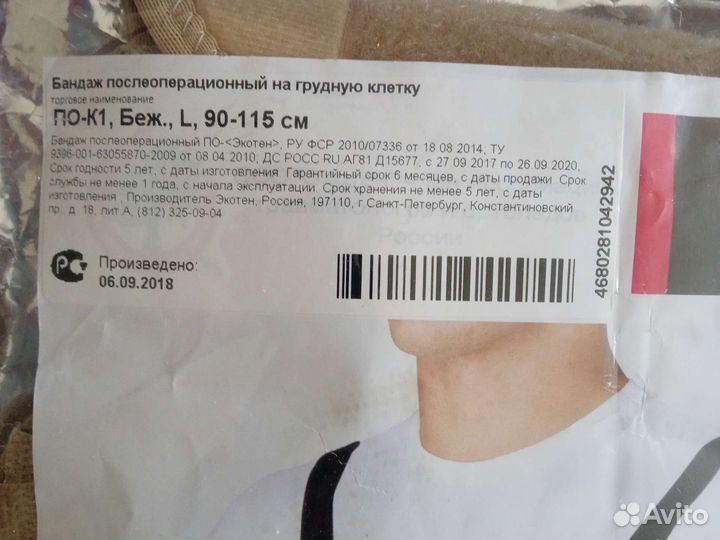 Бандаж послеоперационный на грудную клетку
торговое наименование
ПО-К1, Беж., L, 90-115 см
Бандаж послеоперационный ПО-<Экотен>, РУ ФСР 2010/07336 от 18 08 2014, ТУ
9396-001-63055870-2009 от 08 04 2010, ДС РОСС RU АГ81 Д15677, с 27 09 2017 по 26.09 2020,
Срок годности 5 лет, с даты изготовления. Гарантийный срок 6 месяцев, с даты продажи. Срок
службы не менее 1 года, с начала эксплуатации. Срок хранения не менее 5 лет, с даты
изготовления , Производитель Экотен, Россия, 197110, г Санкт-Петербург, Константиновский
пр., д. 18, лит А, (812) 325-09-04
России
Произведено:
06.09.2018
4680281042942
Avito